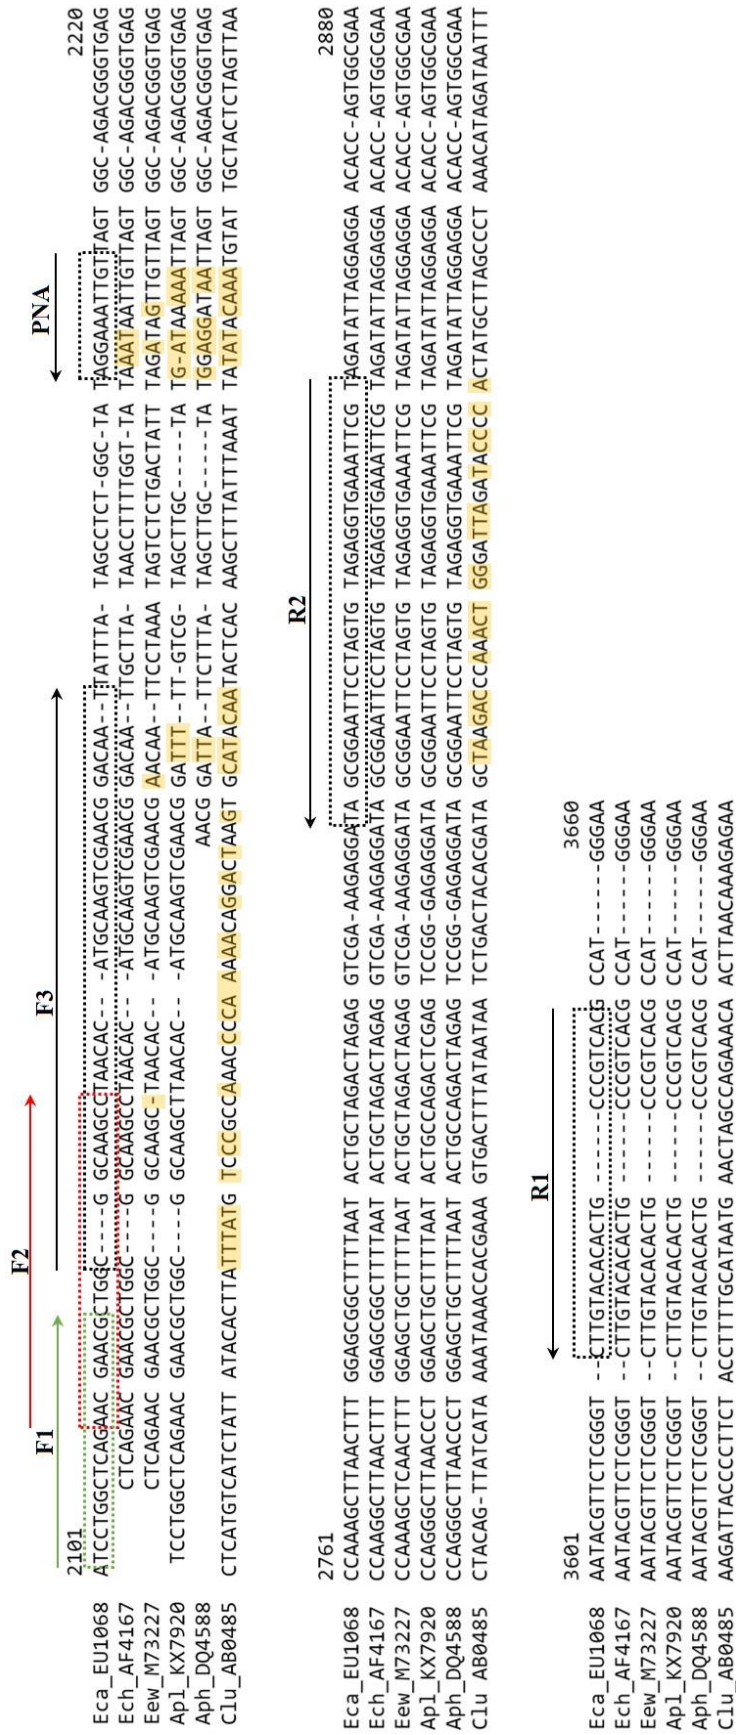 F1 F2 F3 PNA
2101 2220
Eca_EU1068 ATCCTGGCTCAGAAC GAACGCTGGC----G GCAAGCCTAACAC-- -ATGCAAGTCGAACG GACAA--TTATTTA- TAGCCTCT-GGC-TA TAGGAAATTGTTAGT GGC-AGACGGGTGAG
Ech_AF4167 CTCAGAAC GAACGCTGGC----G GCAAGCCTAACAC-- -ATGCAAGTCGAACG GACAA--TTGCTTA- TAACCTTTTGGT-TA TAAATAATTGTTAGT GGC-AGACGGGTGAG
Eew_M73227 CTCAGAAC GAACGCTGGC----G GCAAGC-TAACAC-- -ATGCAAGTCGAACG AACAA--TTCCTAAA TAGTCTCTGACTATT TAGATAGTTGTTAGT GGC-AGACGGGTGAG
Apl_KX7920 TCCTGGCTCAGAAC GAACGCTGGC----G GCAAGCTTAACAC-- -ATGCAAGTCGAACG GATTT--TT-GTCG- TAGCTTGC-----TA TG-ATAAAAATTAGT GGC-AGACGGGTGAG
Aph_DQ4588 AACG GATTA--TTCTTTA- TAGCTTGC-----TA TGGAGGATAATTAGT GGC-AGACGGGTGAG
Clu_AB0485 CTCATGTCATCTATT ATACACTTATTTATG TCCCGCCAAACCCCA AAAACAGGACTAAGT GCATACAATACTCAC AAGCTTTATTTAAAT TATATACAAATGTAT TGCTACTCTAGTTAA
R2
2761 2880
Eca_EU1068 CCAAAGCTTAACTTT GGAGCGGCTTTTAAT ACTGCTAGACTAGAG GTCGA-AAGAGGATA GCGGAATTCCTAGTG TAGAGGTGAAATTCG TAGATATTAGGAGGA ACACC-AGTGGCGAA
Ech_AF4167 CCAAGGCTTAACTTT GGAGCGGCTTTTAAT ACTGCTAGACTAGAG GTCGA-AAGAGGATA GCGGAATTCCTAGTG TAGAGGTGAAATTCG TAGATATTAGGAGGA ACACC-AGTGGCGAA
Eew_M73227 CCAAAGCTCAACTTT GGAGCTGCTTTTAAT ACTGCTAGACTAGAG GTCGA-AAGAGGATA GCGGAATTCCTAGTG TAGAGGTGAAATTCG TAGATATTAGGAGGA ACACC-AGTGGCGAA
Apl_KX7920 CCAGGGCTTAACCCT GGAGCTGCTTTTAAT ACTGCCAGACTCGAG TCCGG-GAGAGGATA GCGGAATTCCTAGTG TAGAGGTGAAATTCG TAGATATTAGGAGGA ACACC-AGTGGCGAA
Aph_DQ4588 CCAGGGCTTAACCCT GGAGCTGCTTTTAAT ACTGCCAGACTAGAG TCCGG-GAGAGGATA GCGGAATTCCTAGTG TAGAGGTGAAATTCG TAGATATTAGGAGGA ACACC-AGTGGCGAA
Clu AB0485 CTACAG-TTATCATA AAATAAACCACGAAA GTGACTTTATAATAA TCTGACTACACGATA GCTAAGACCCAAACT GGGATTAGATACCCC ACTATGCTTAGCCCT AAACATAGATAATTT
R1
3601 3660
Eca_EU1068 AATACGTTCTCGGGT --CTTGTACACACTG ------CCCGTCACG CCAT------GGGAA
Ech_AF4167 AATACGTTCTCGGGT --CTTGTACACACTG ------CCCGTCACG CCAT------GGGAA
Eew_M73227 AATACGTTCTCGGGT --CTTGTACACACTG ------CCCGTCACG CCAT------GGGAA
Apl_KX7920 AATACGTTCTCGGGT --CTTGTACACACTG ------CCCGTCACG CCAT------GGGAA
Aph_DQ4588 AATACGTTCTCGGGT --CTTGTACACACTG ------CCCGTCACG CCAT------GGGAA
Clu_AB0485 AAGATTACCCCTTCT ACCTTTTGCATAATG AACTAGCCAGAAACA ACTTAACAAAGAGAA